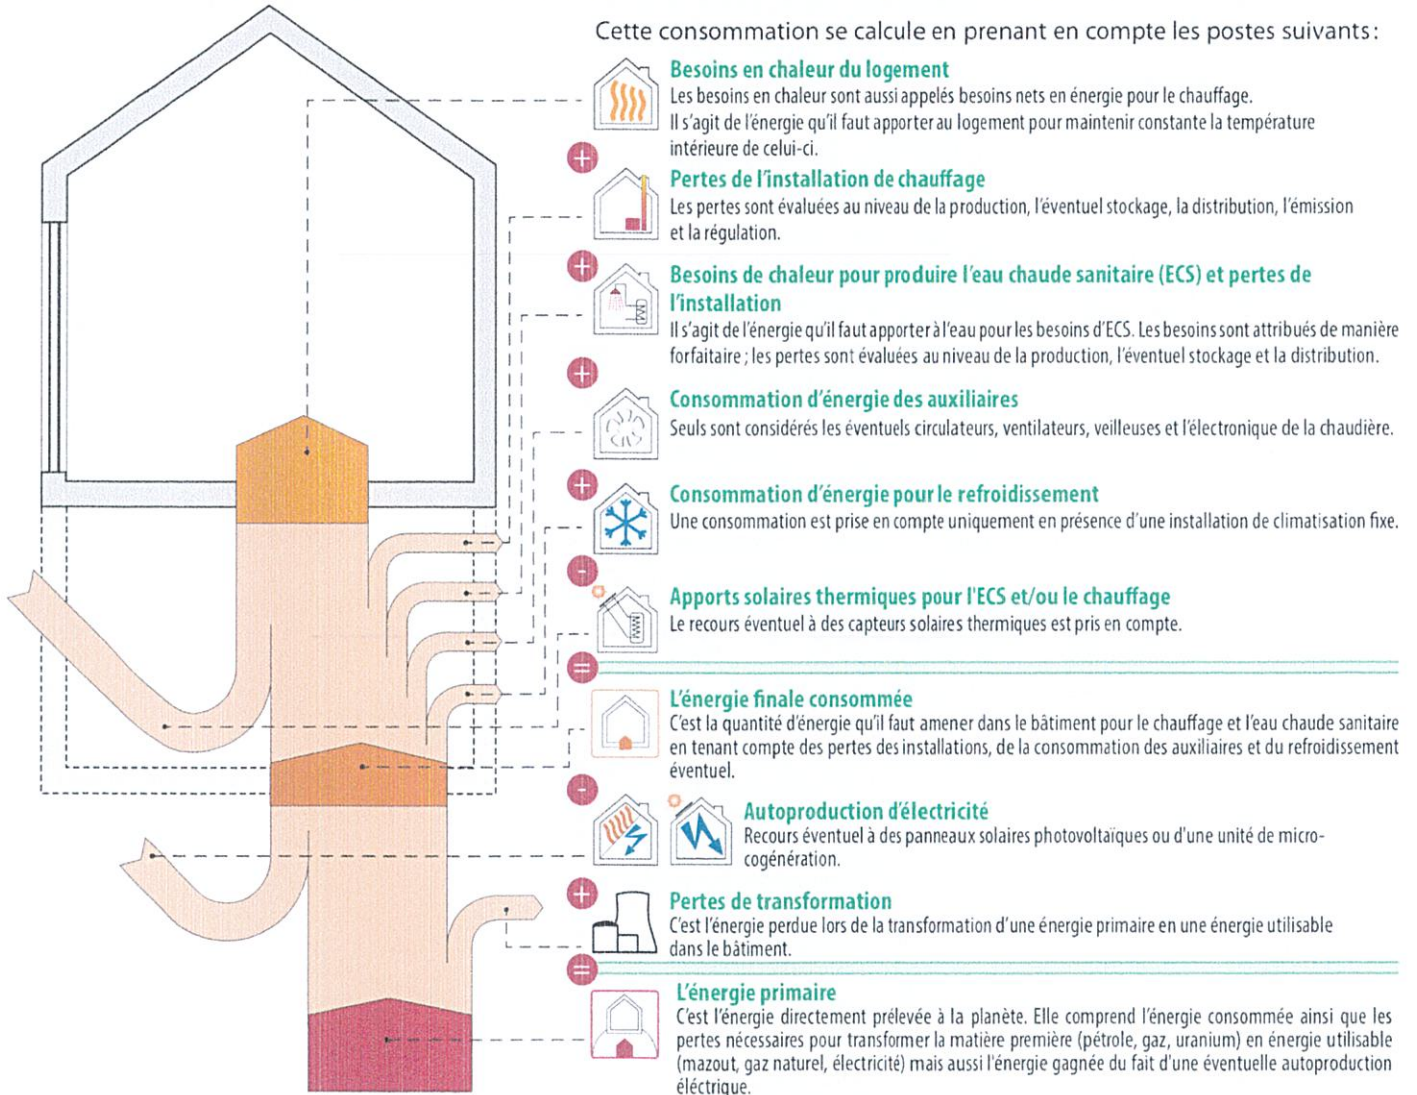 Cette consommation se calcule en prenant en compte les postes suivants :
Besoins en chaleur du logement
Les besoins en chaleur sont aussi appelés besoins nets en énergie pour le chauffage.
Il s'agit de l'énergie qu'il faut apporter au logement pour maintenir constante la température
intérieure de celui-ci.
+
Pertes de l'installation de chauffage
Les pertes sont évaluées au niveau de la production, l'éventuel stockage, la distribution, l'émission
et la régulation.
+
Besoins de chaleur pour produire l'eau chaude sanitaire (ECS) et pertes de
l'installation
Il s'agit de l'énergie qu'il faut apporter à l'eau pour les besoins d'ECS. Les besoins sont attribués de manière
forfaitaire ; les pertes sont évaluées au niveau de la production, l'éventuel stockage et la distribution.
+
Consommation d'énergie des auxiliaires
Seuls sont considérés les éventuels circulateurs, ventilateurs, veilleuses et l'électronique de la chaudière.
+
Consommation d'énergie pour le refroidissement
Une consommation est prise en compte uniquement en présence d'une installation de climatisation fixe.
-
Apports solaires thermiques pour l'ECS et/ou le chauffage
Le recours éventuel à des capteurs solaires thermiques est pris en compte.
=
L'énergie finale consommée
C'est la quantité d'énergie qu'il faut amener dans le bâtiment pour le chauffage et l'eau chaude sanitaire
en tenant compte des pertes des installations, de la consommation des auxiliaires et du refroidissement
éventuel.
-
Autoproduction d'électricité
Recours éventuel à des panneaux solaires photovoltaïques ou d'une unité de micro-
cogénération.
+
Pertes de transformation
C'est l'énergie perdue lors de la transformation d'une énergie primaire en une énergie utilisable
dans le bâtiment.
=
L'énergie primaire
C'est l'énergie directement prélevée à la planète. Elle comprend l'énergie consommée ainsi que les
pertes nécessaires pour transformer la matière première (pétrole, gaz, uranium) en énergie utilisable
(mazout, gaz naturel, électricité) mais aussi l'énergie gagnée du fait d'une éventuelle autoproduction
éléctrique.